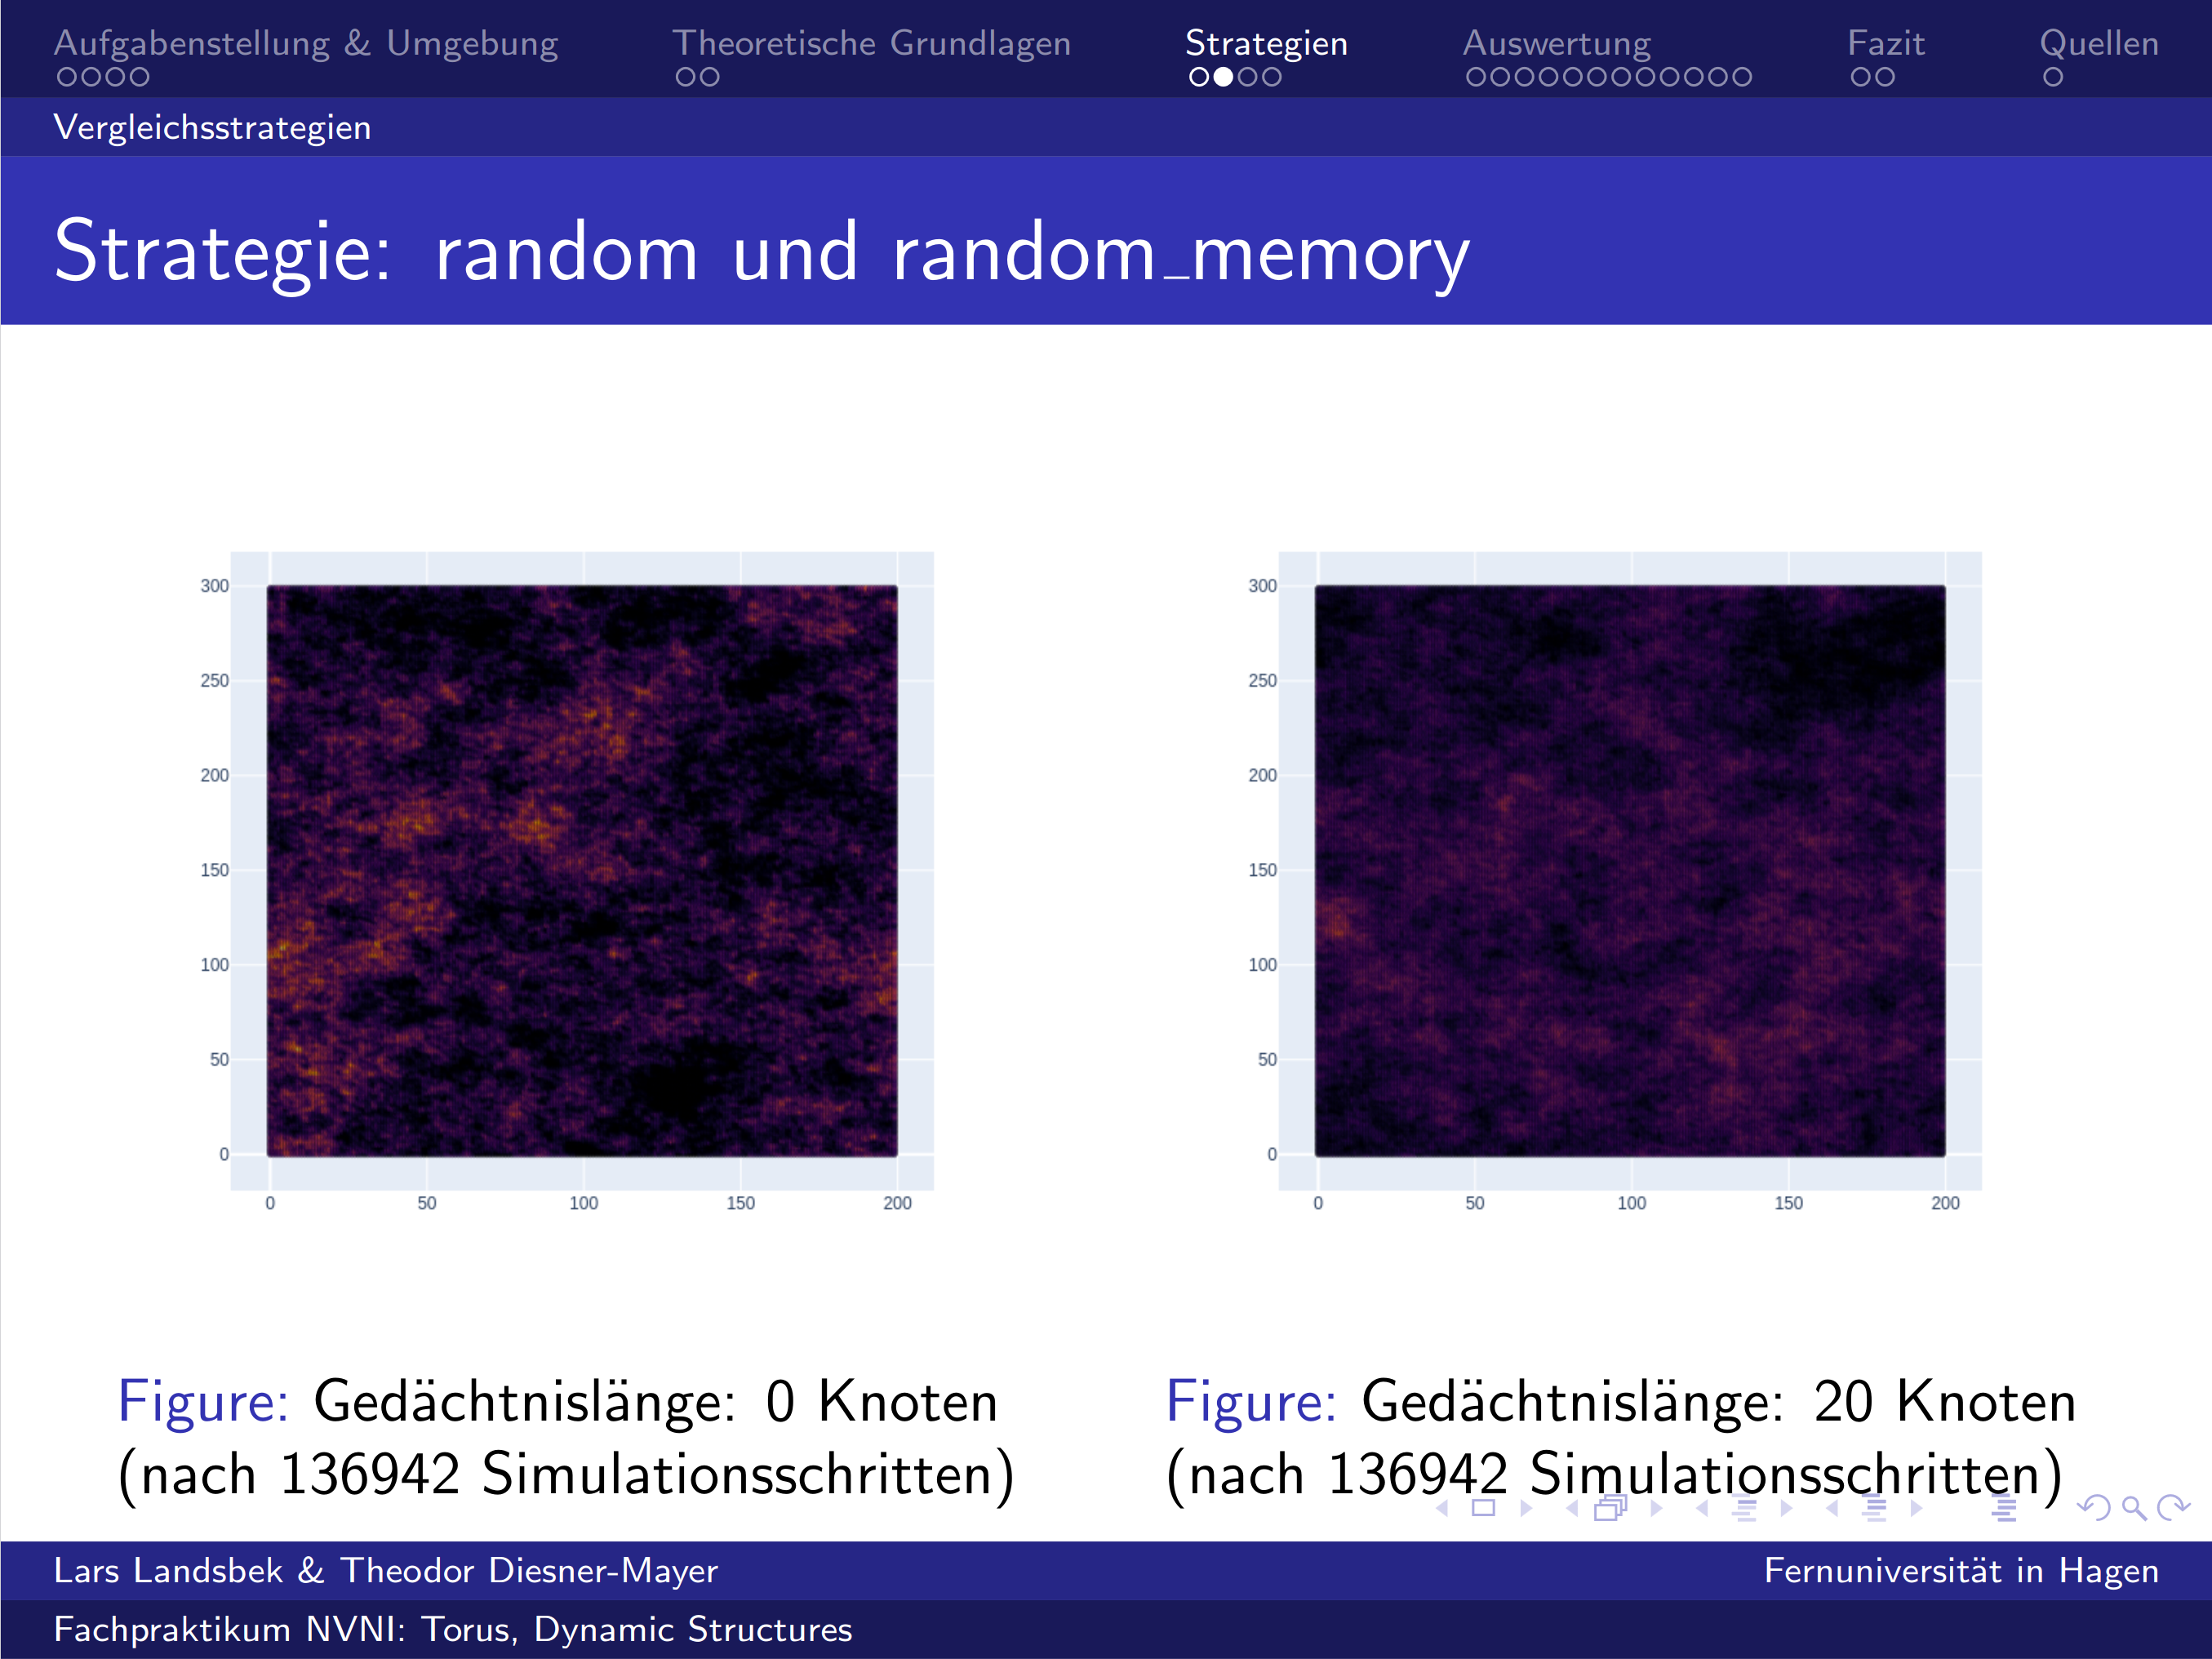 Aufgabenstellung & Umgebung Theoretische Grundlagen Strategien Auswertung Fazit Quellen
Vergleichsstrategien
Strategie: random und random_memory
300
250
200
150
100
50
0
0 50 100 150 200
300
250
200
150
100
50
0
0 50 100 150 200
Figure: Gedächtnislänge: 0 Knoten
(nach 136942 Simulationsschritten)
Figure: Gedächtnislänge: 20 Knoten
(nach 136942 Simulationsschritten)
Lars Landsbek & Theodor Diesner-Mayer Fernuniversität in Hagen
Fachpraktikum NVNI: Torus, Dynamic Structures